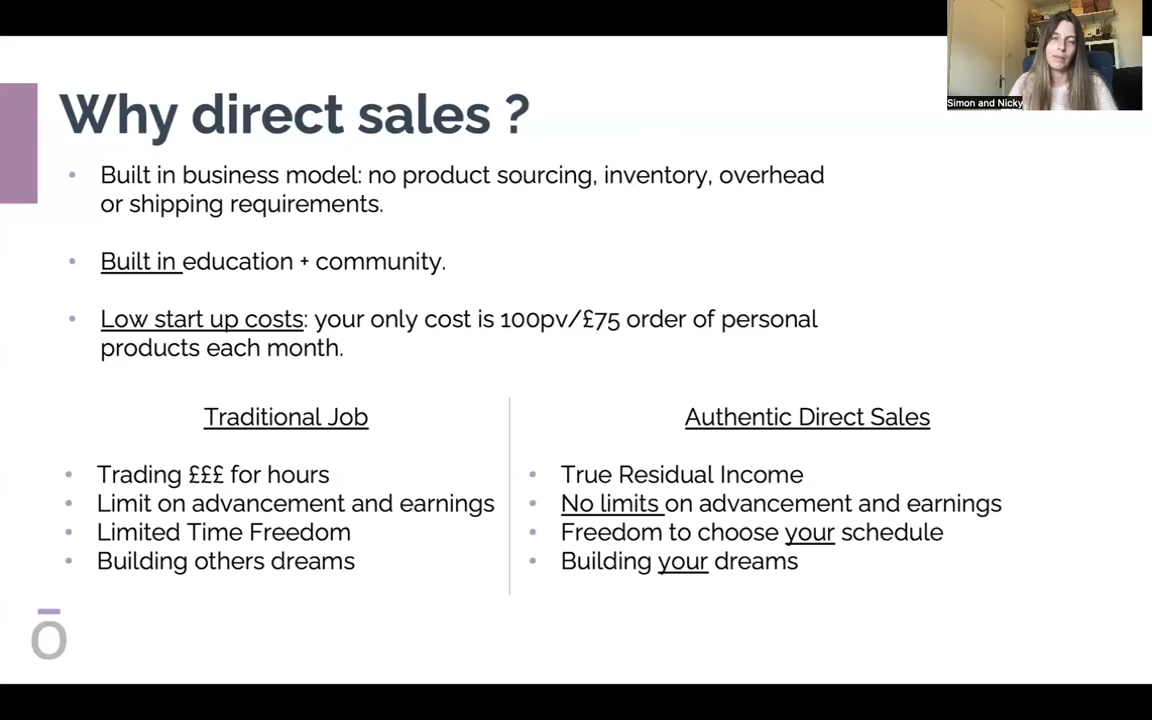 Simon and Nicky
Why direct sales ?
Built in business model: no product sourcing, inventory, overhead
or shipping requirements.
Built in education + community.
Low start up costs: your only cost is 100pv/£75 order of personal
products each month.
Traditional Job
Trading £££ for hours
Limit on advancement and earnings
Limited Time Freedom
Building others dreams
Authentic Direct Sales
True Residual Income
No limits on advancement and earnings
Freedom to choose your schedule
Building your dreams
Ō